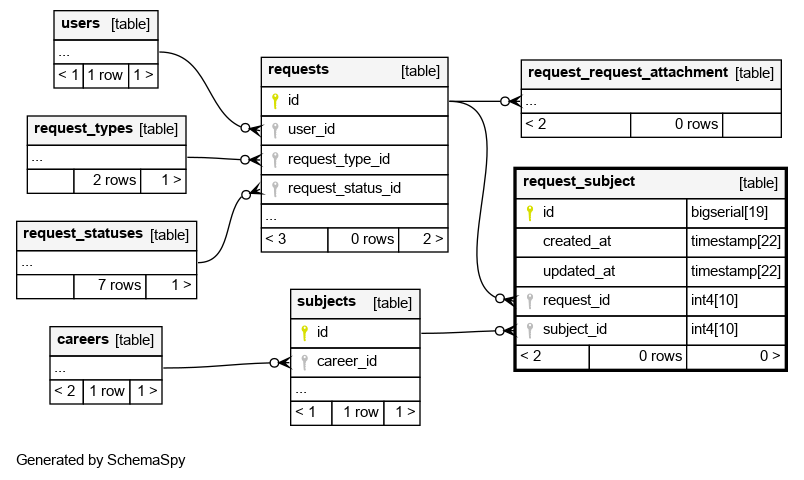 users [table]
...
< 1 1 row 1 >
request_types [table]
...
2 rows 1 >
request_statuses [table]
...
7 rows 1 >
careers [table]
...
< 2 1 row 1 >
requests [table]
id
user_id
request_type_id
request_status_id
...
< 3 0 rows 2 >
subjects [table]
id
career_id
...
< 1 1 row 1 >
request_request_attachment [table]
...
< 2 0 rows
request_subject [table]
id bigserial[19]
created_at timestamp[22]
updated_at timestamp[22]
request_id int4[10]
subject_id int4[10]
< 2 0 rows 0 >
Generated by SchemaSpy